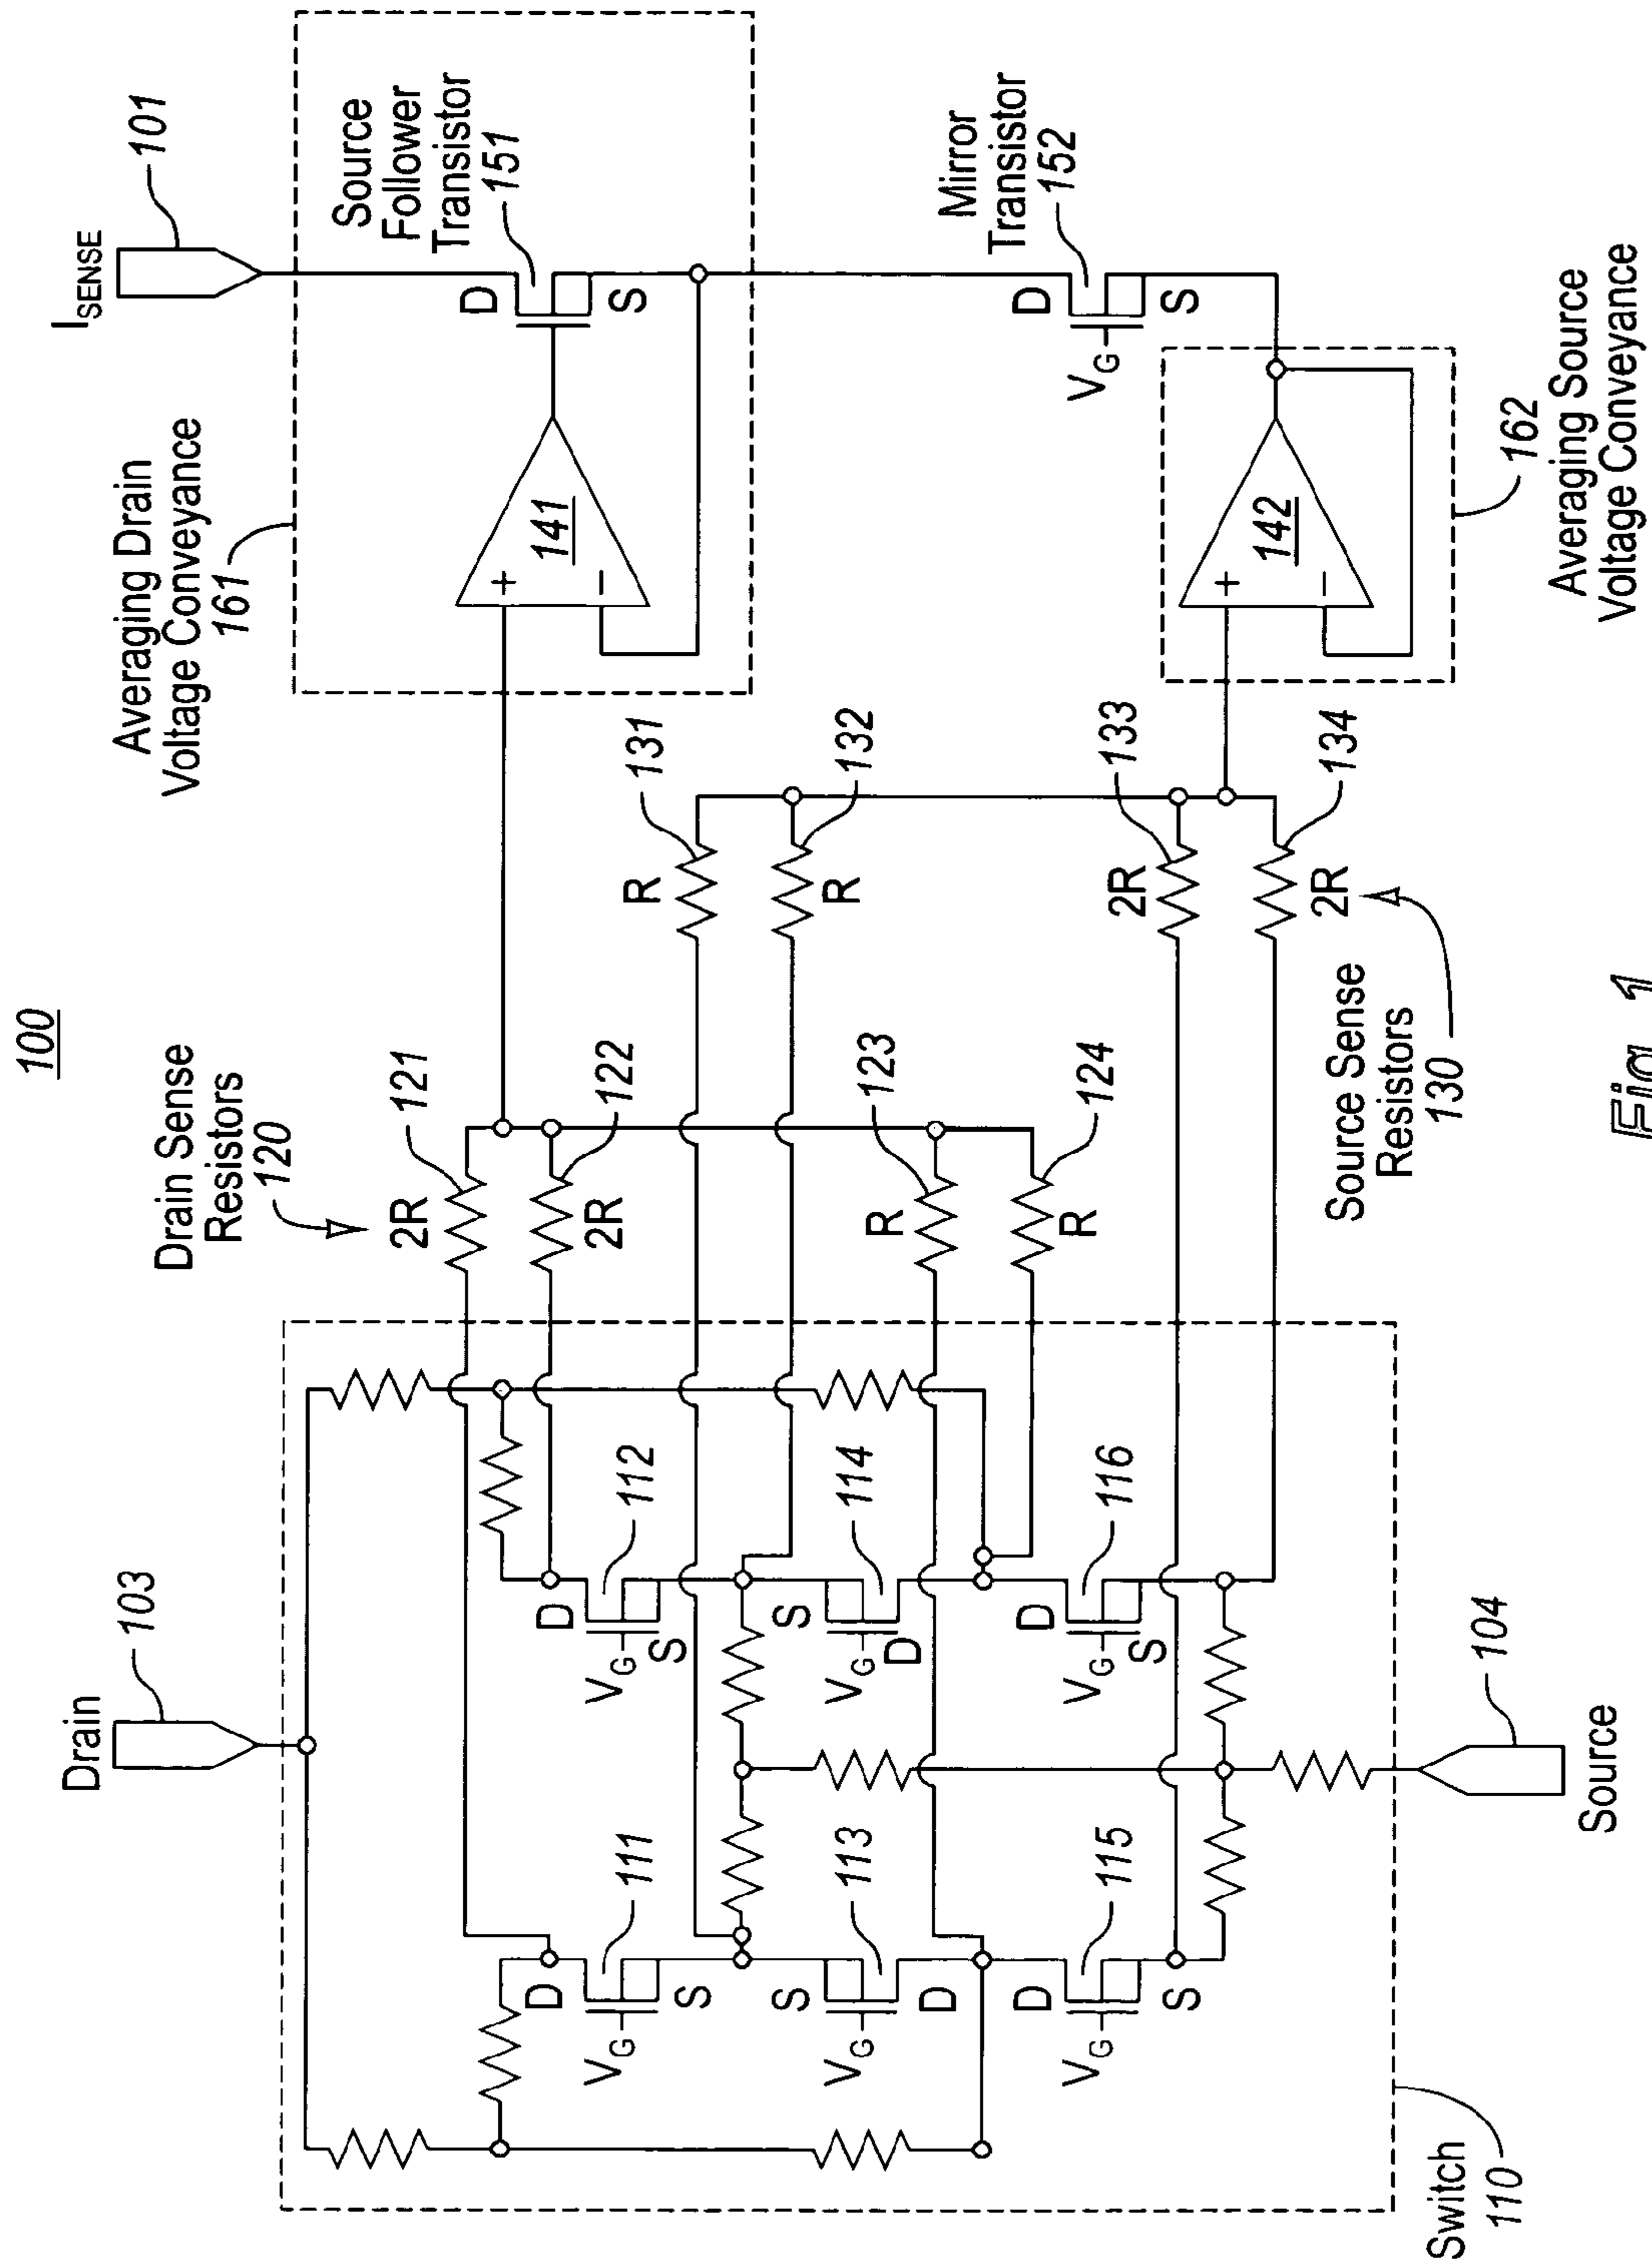 100
I_SENSE
101
Averaging Drain
Voltage Conveyance
161
Source
Follower
Transistor
151
D
S
+
141
−
Mirror
Transistor
152
D
V_G
S
+
142
−
162
Averaging Source
Voltage Conveyance
Drain Sense
Resistors
120
121
2R
122
2R
123
R
124
R
131
R
132
R
133
2R
134
2R
Source Sense
Resistors
130
Drain
103
D
111
V_G
S
D
112
V_G
S
S
113
V_G
D
S
114
V_G
D
D
115
V_G
S
D
116
V_G
S
104
Source
Switch
110
Fig. 1